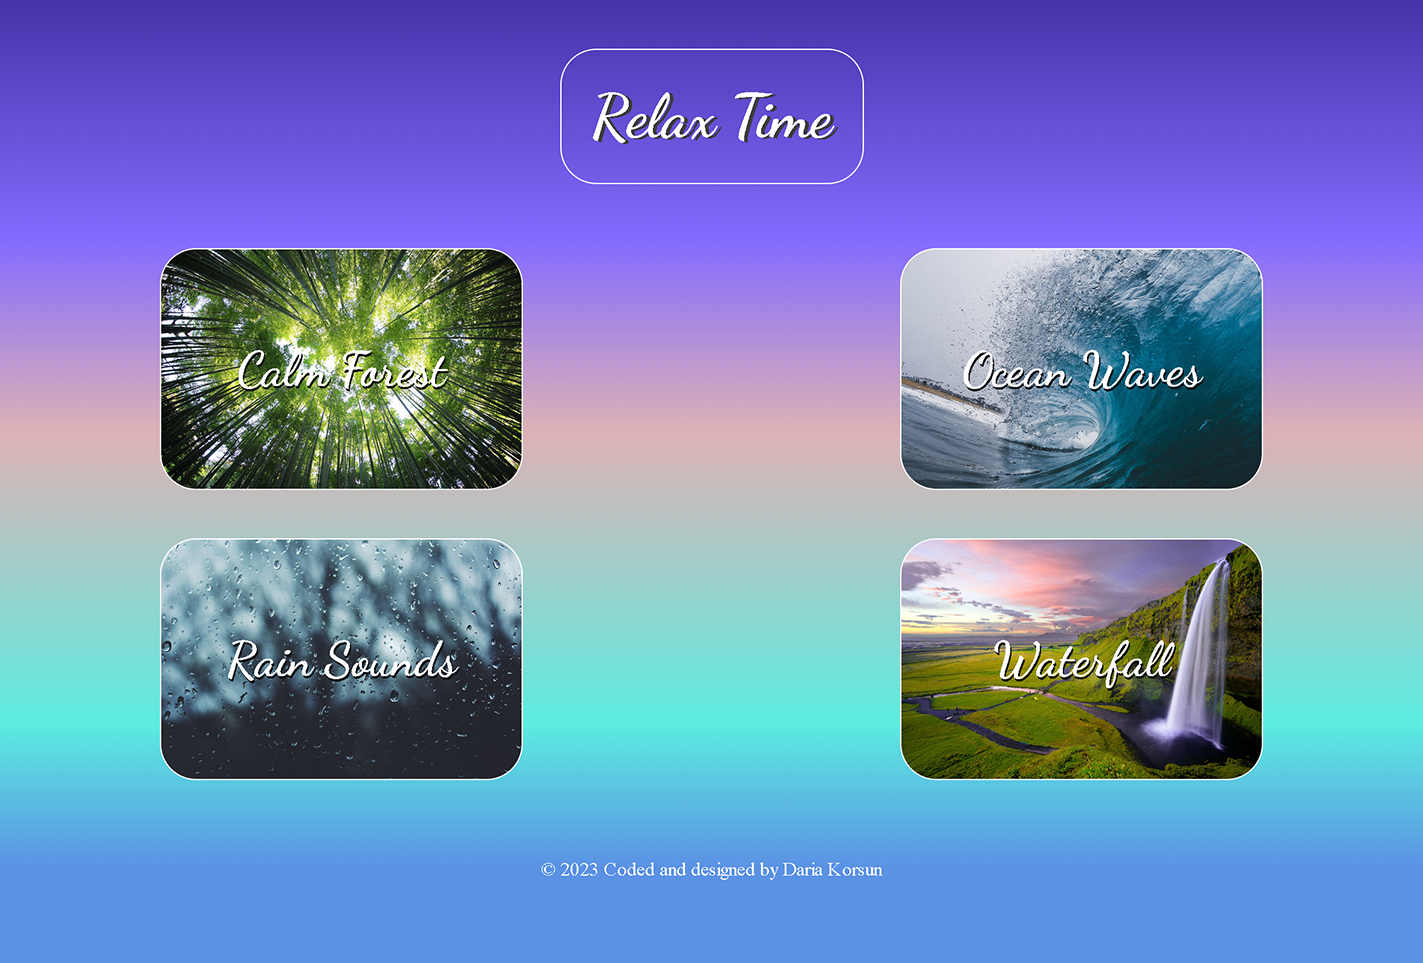 Relax Time
Calm Forest
Ocean Waves
Rain Sounds
Waterfall
© 2023 Coded and designed by Daria Korsun